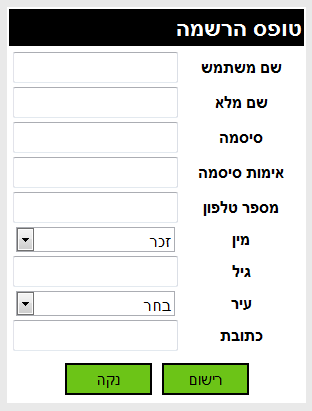 טופס הרשמה
שם משתמש
שם מלא
סיסמה
אימות סיסמה
מספר טלפון
מין זכר
גיל
עיר בחר
כתובת
רישום נקה